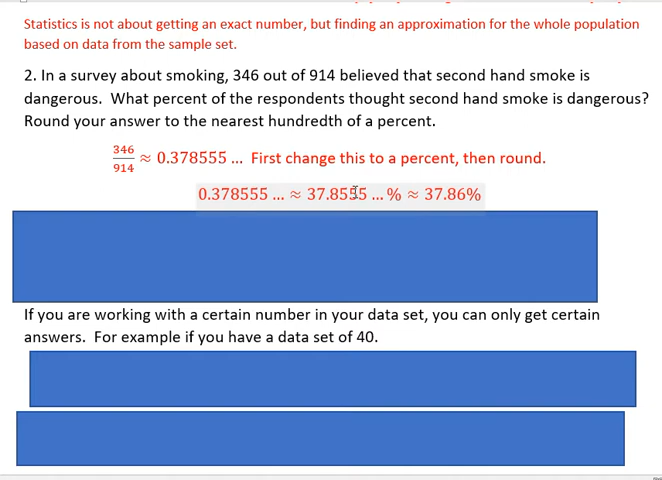 Statistics is not about getting an exact number, but finding an approximation for the whole population
based on data from the sample set.
2. In a survey about smoking, 346 out of 914 believed that second hand smoke is
dangerous.  What percent of the respondents thought second hand smoke is dangerous?
Round your answer to the nearest hundredth of a percent.
346/914 ≈ 0.378555 …  First change this to a percent, then round.
0.378555 … ≈ 37.8555 … % ≈ 37.86%
If you are working with a certain number in your data set, you can only get certain
answers.  For example if you have a data set of 40.